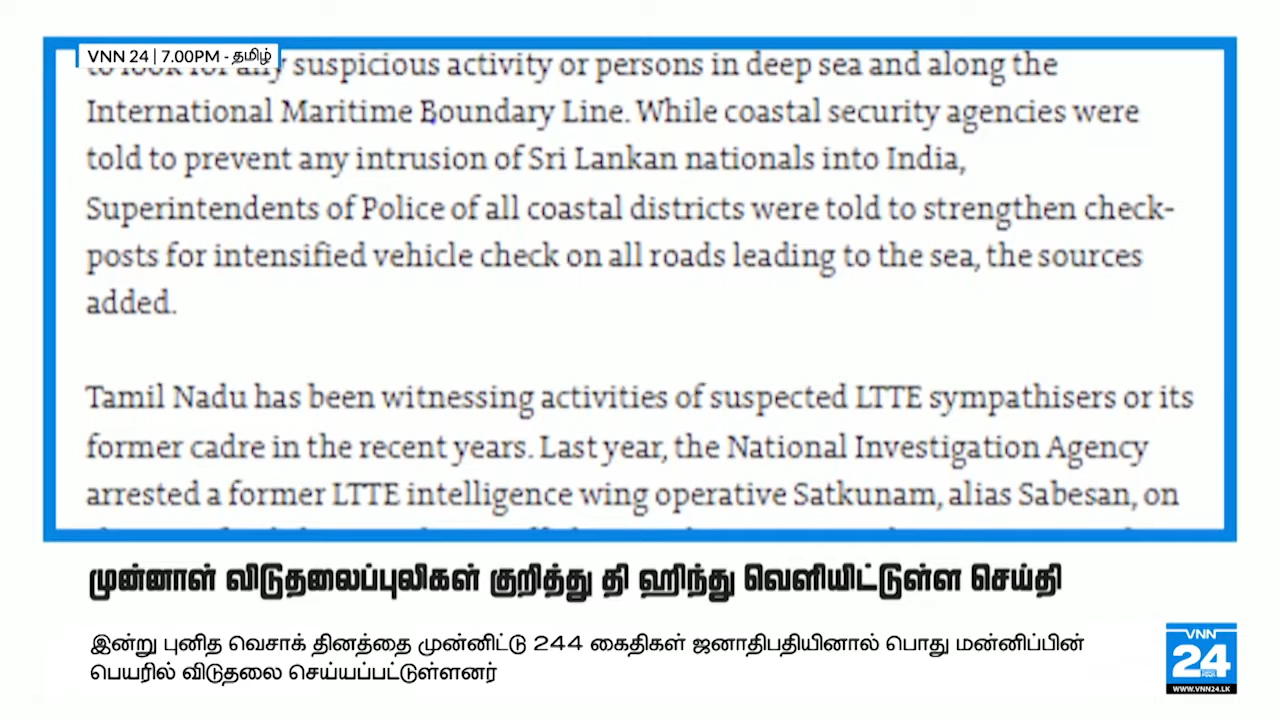 VNN 24 | 7.00PM - தமிழ்
to look for any suspicious activity or persons in deep sea and along the
International Maritime Boundary Line. While coastal security agencies were
told to prevent any intrusion of Sri Lankan nationals into India,
Superintendents of Police of all coastal districts were told to strengthen check-
posts for intensified vehicle check on all roads leading to the sea, the sources
added.
Tamil Nadu has been witnessing activities of suspected LTTE sympathisers or its
former cadre in the recent years. Last year, the National Investigation Agency
arrested a former LTTE intelligence wing operative Satkunam, alias Sabesan, on
முன்னாள் விடுதலைப்புலிகள் குறித்து தி ஹிந்து வெளியிட்டுள்ள செய்தி
இன்று புனித வெசாக் தினத்தை முன்னிட்டு 244 கைதிகள் ஜனாதிபதியினால் பொது மன்னிப்பின்
பெயரில் விடுதலை செய்யப்பட்டுள்ளனர்
VNN
24
WWW.VNN24.LK